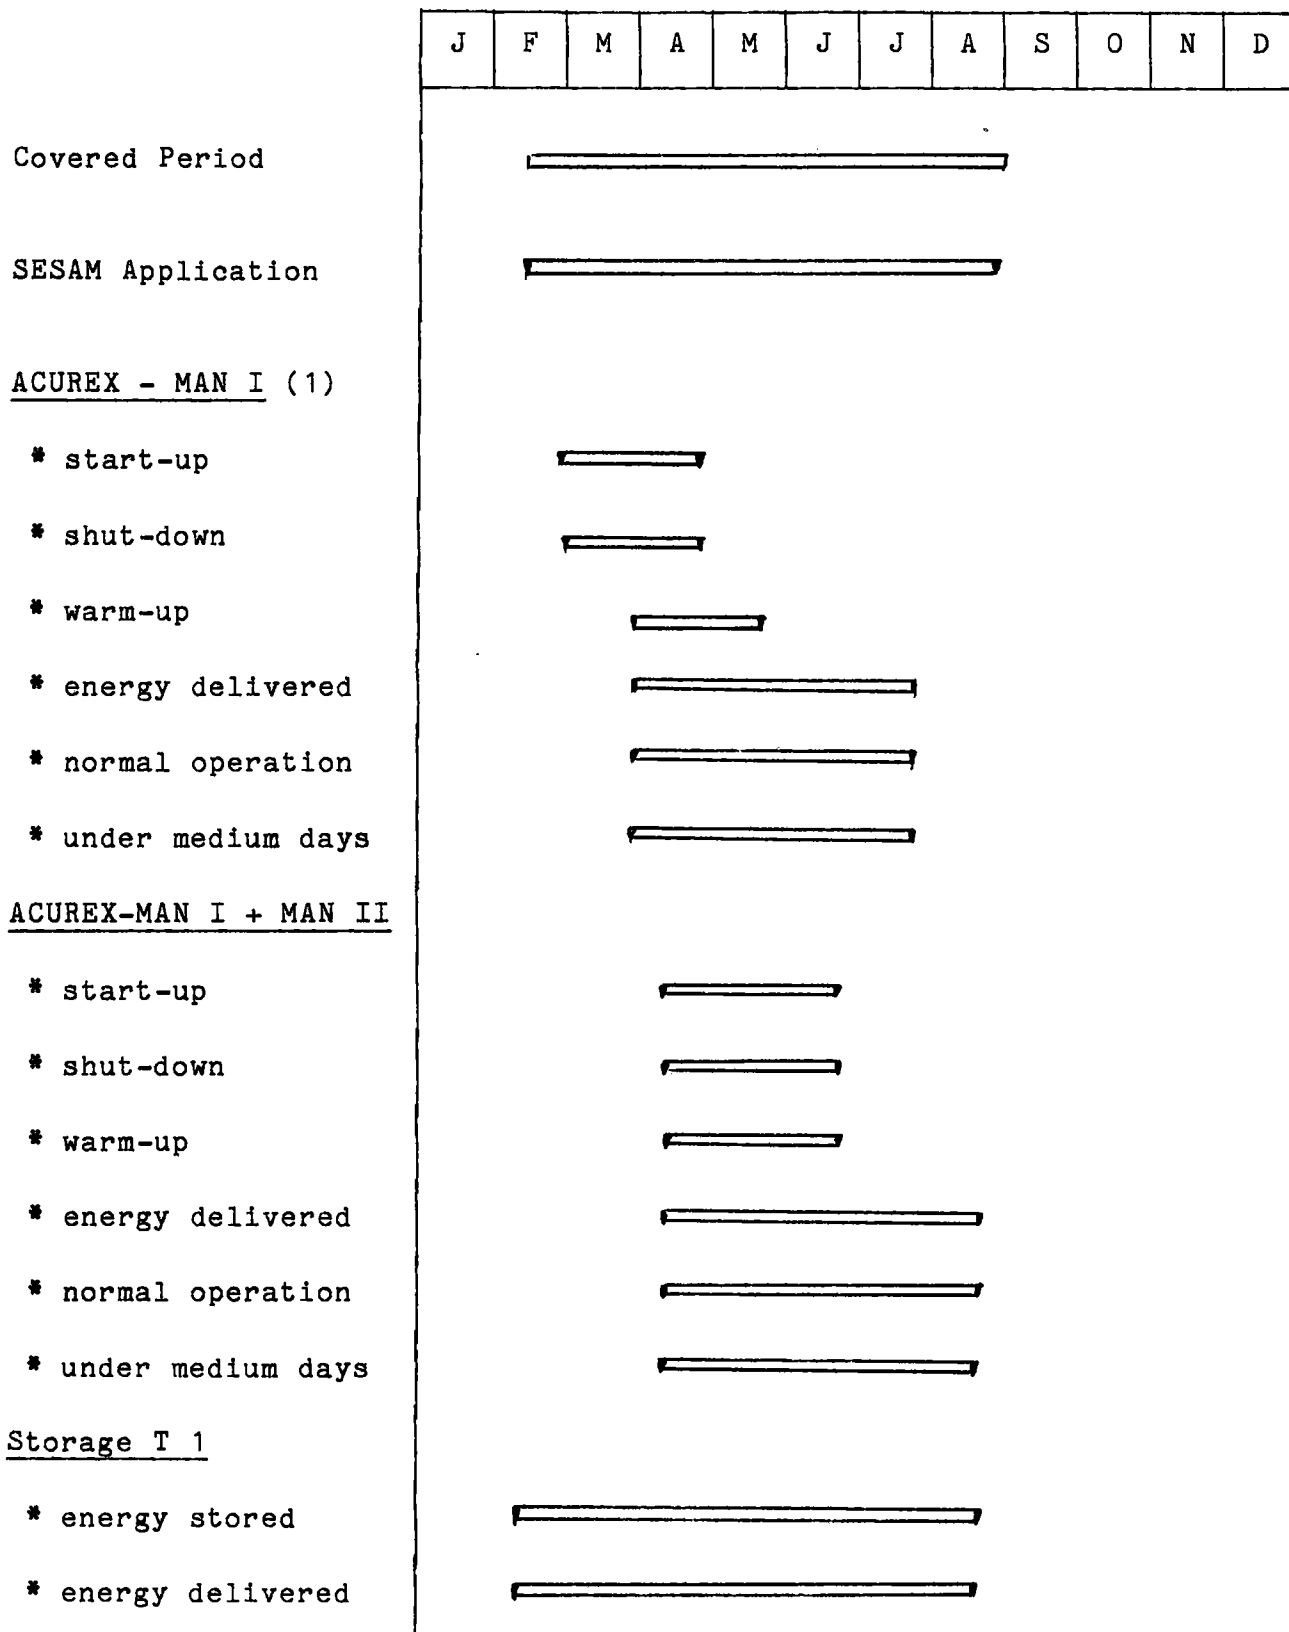 J F M A M J J A S O N D
Covered Period
SESAM Application
ACUREX - MAN I (1)
* start-up
* shut-down
* warm-up
* energy delivered
* normal operation
* under medium days
ACUREX-MAN I + MAN II
* start-up
* shut-down
* warm-up
* energy delivered
* normal operation
* under medium days
Storage T 1
* energy stored
* energy delivered